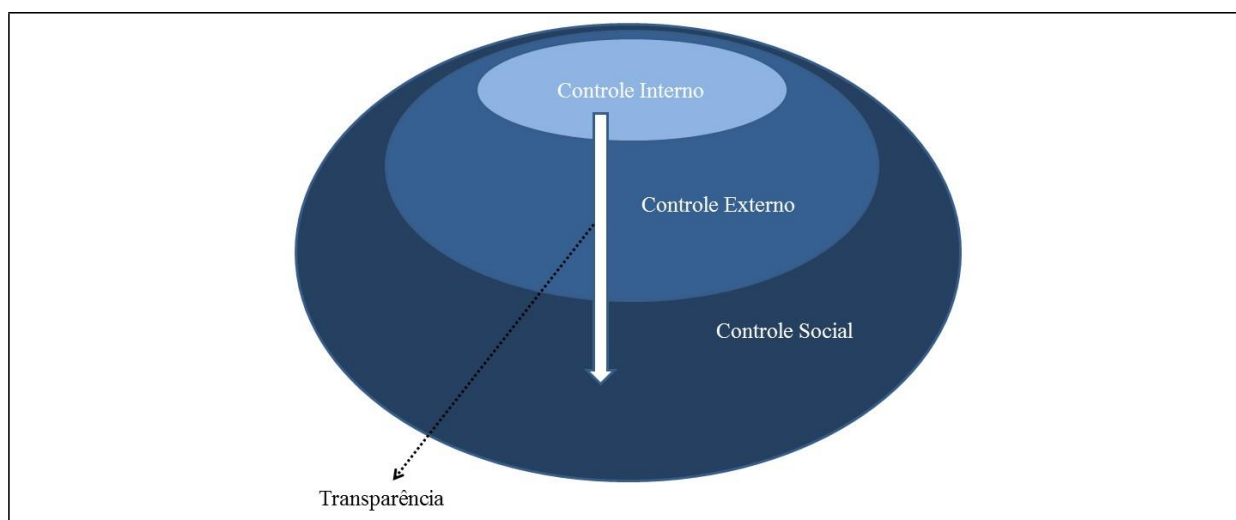 Controle Interno
Controle Externo
Controle Social
Transparência